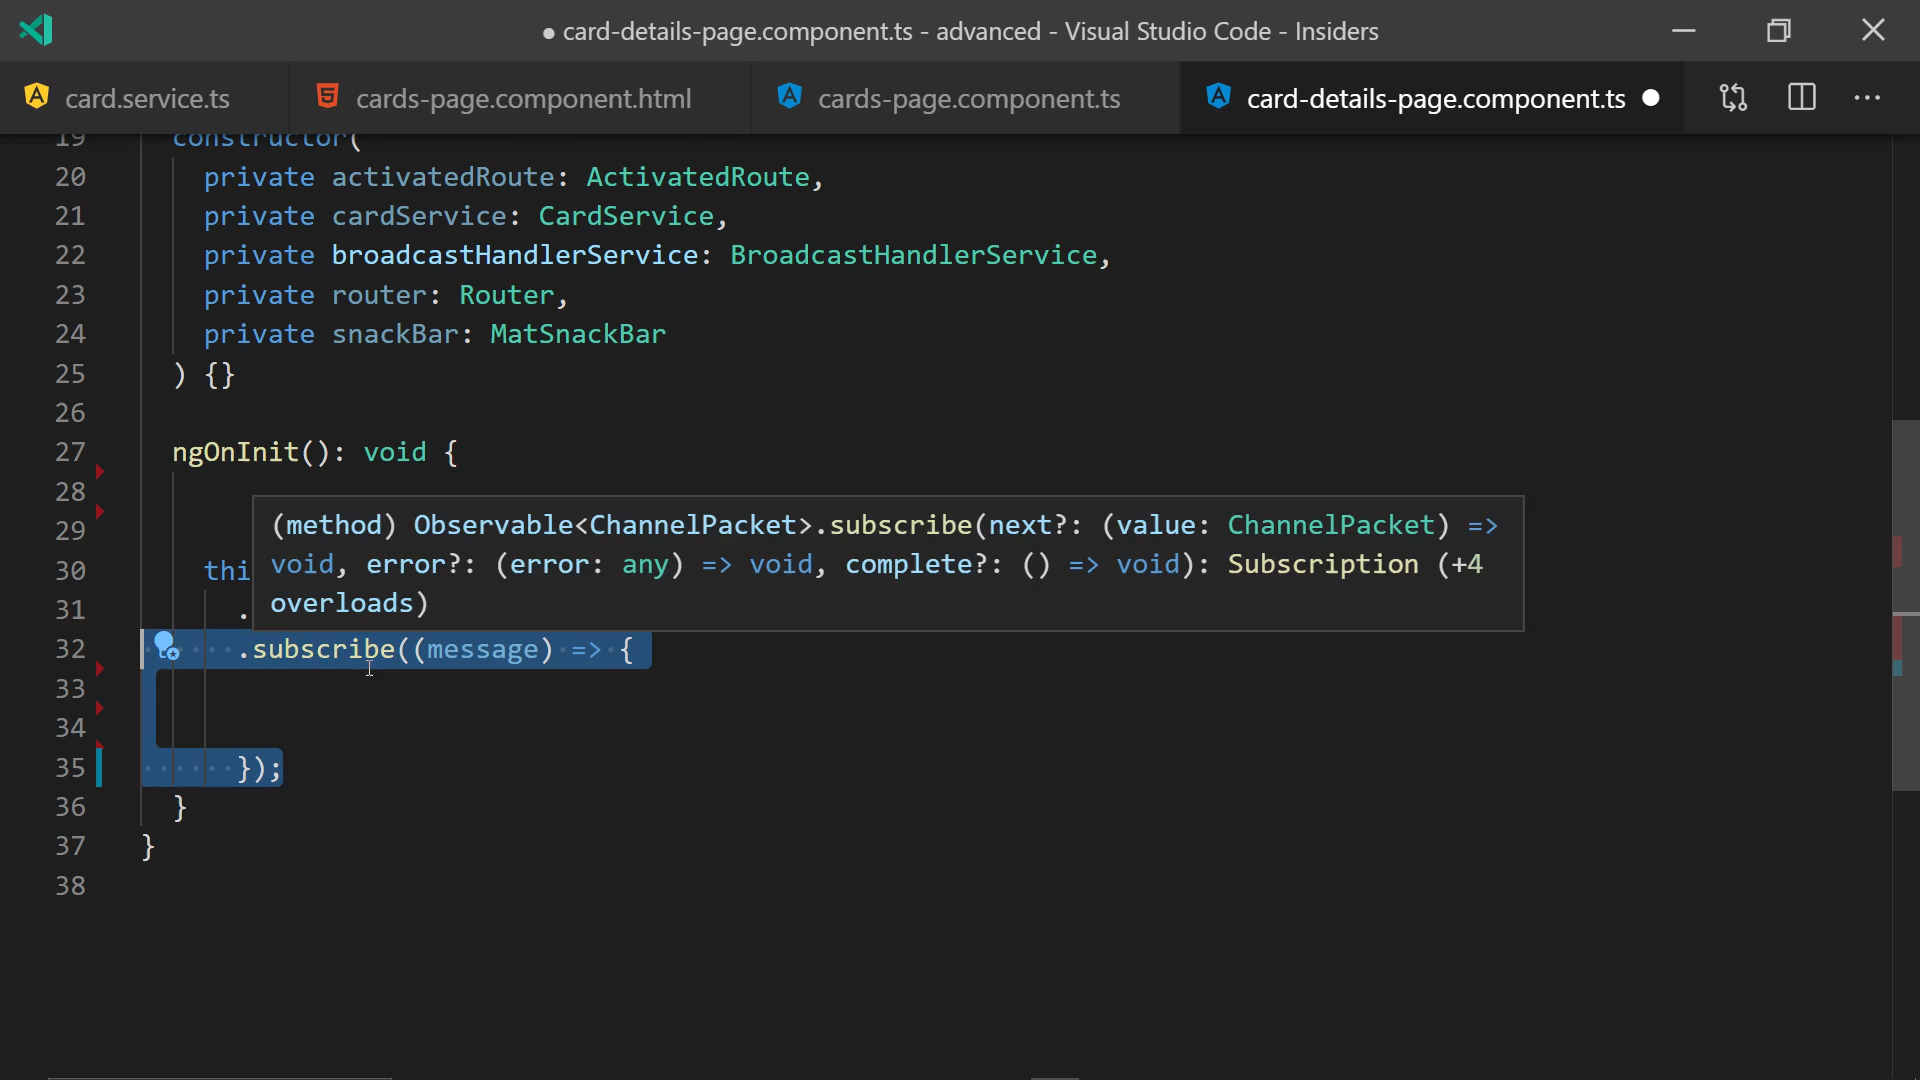 ● card-details-page.component.ts - advanced - Visual Studio Code - Insiders
card.service.ts
cards-page.component.html
cards-page.component.ts
card-details-page.component.ts
19 constructor(
20 private activatedRoute: ActivatedRoute,
21 private cardService: CardService,
22 private broadcastHandlerService: BroadcastHandlerService,
23 private router: Router,
24 private snackBar: MatSnackBar
25 ) {}
26
27 ngOnInit(): void {
28
(method) Observable<ChannelPacket>.subscribe(next?: (value: ChannelPacket) =>
void, error?: (error: any) => void, complete?: () => void): Subscription (+4
overloads)
29
30 thi
31 .
32 .subscribe((message) => {
33
34
35 });
36 }
37 }
38